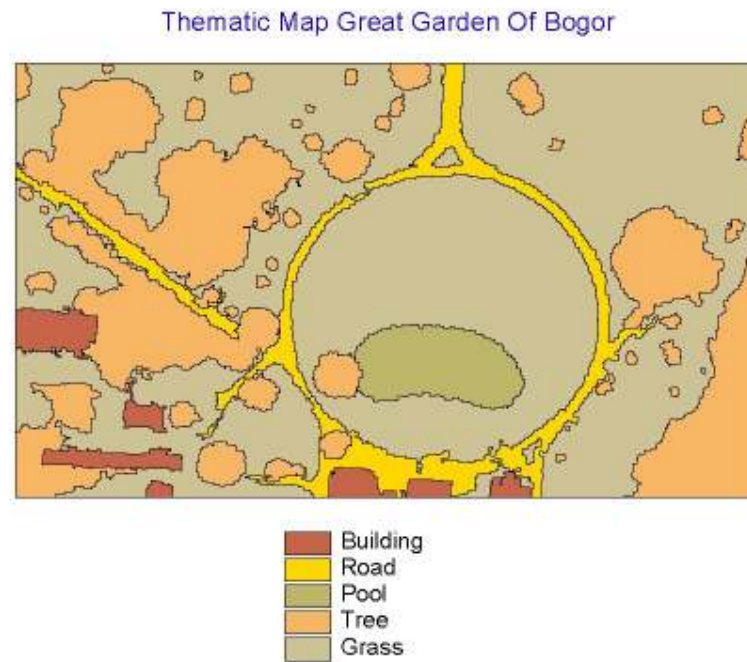 Thematic Map Great Garden Of Bogor
Building
Road
Pool
Tree
Grass